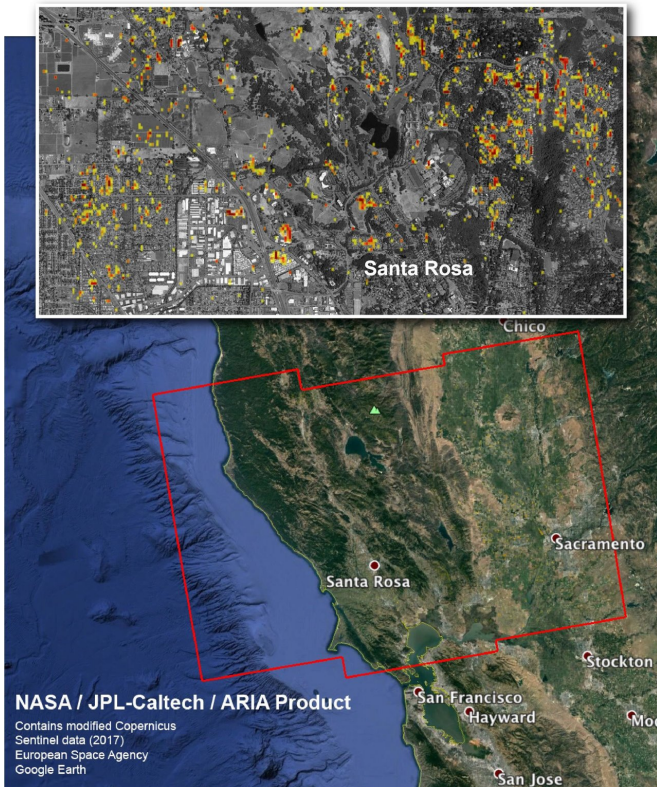 Santa Rosa
Chico
Sacramento
Santa Rosa
Stockton
San Francisco
Hayward
San Jose
NASA / JPL-Caltech / ARIA Product
Contains modified Copernicus
Sentinel data (2017)
European Space Agency
Google Earth